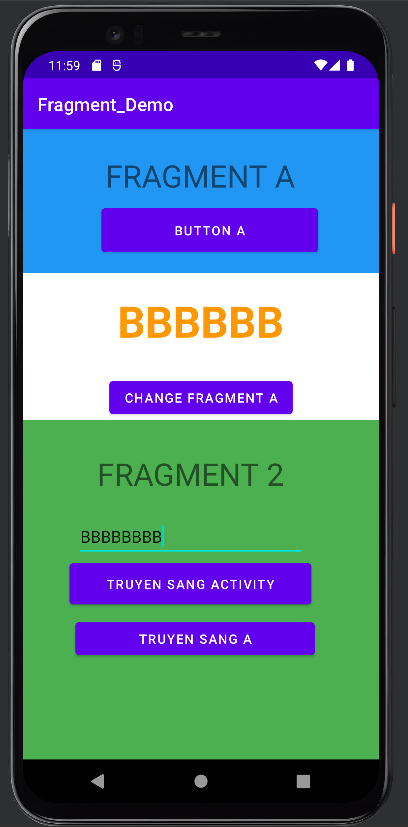 11:59
Fragment_Demo
FRAGMENT A
BUTTON A
BBBBBB
CHANGE FRAGMENT A
FRAGMENT 2
BBBBBBBB
TRUYEN SANG ACTIVITY
TRUYEN SANG A